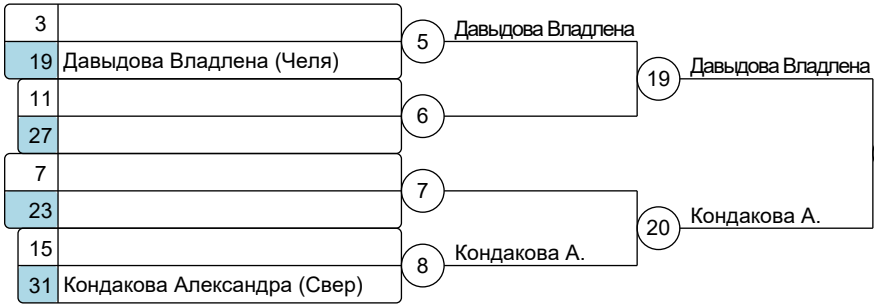 3
5 Давыдова Владлена
19 Давыдова Владлена (Челя)
19 Давыдова Владлена
11
6
27
7
7
23
20 Кондакова А.
15
8 Кондакова А.
31 Кондакова Александра (Свер)